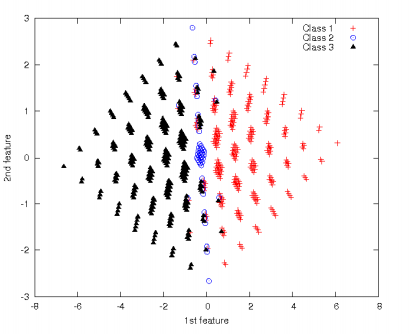 3
2
1
0
-1
-2
-3
-8 -6 -4 -2 0 2 4 6 8
2nd feature
1st feature
Class 1
Class 2
Class 3